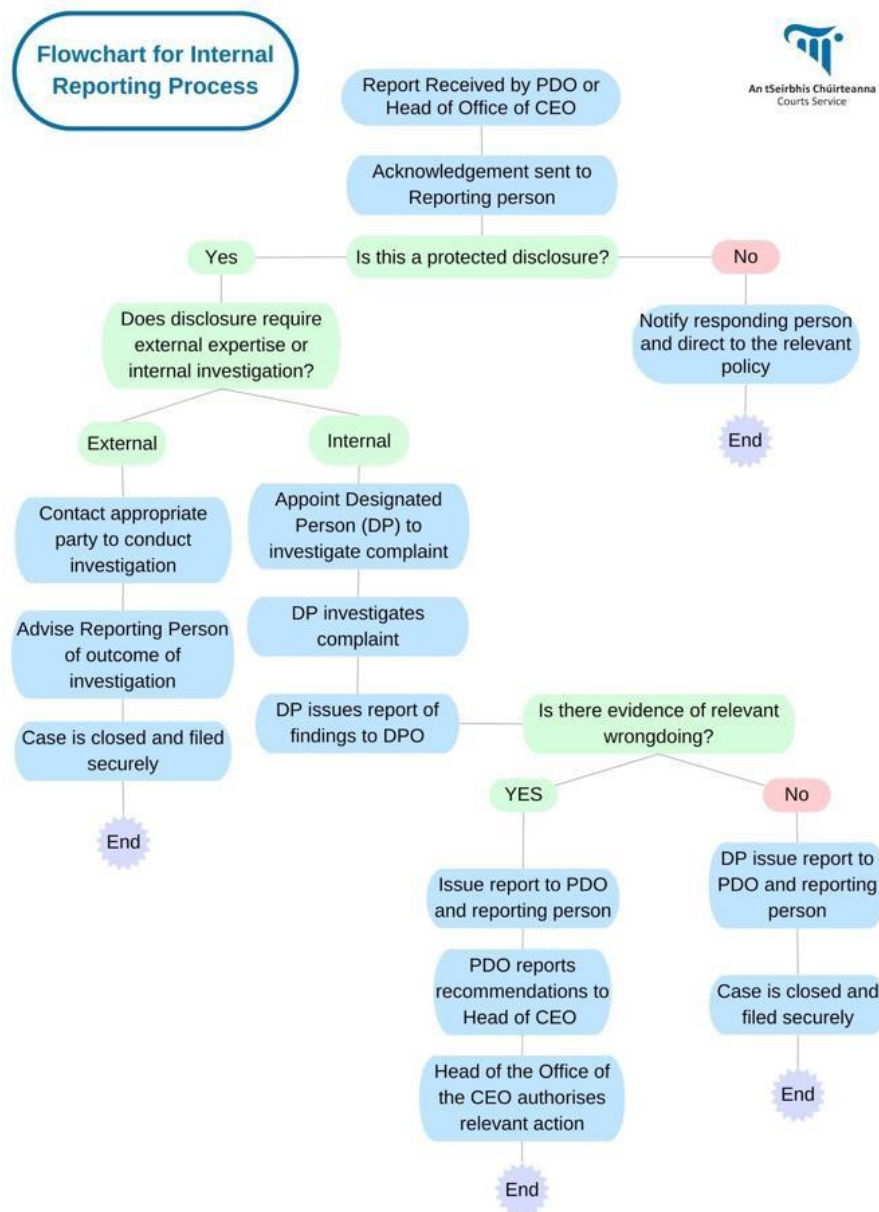 Flowchart for Internal
Reporting Process
An tSeirbhís Chúirteanna
Courts Service
Report Received by PDO or
Head of Office of CEO
Acknowledgement sent to
Reporting person
Yes
Is this a protected disclosure?
No
Does disclosure require
external expertise or
internal investigation?
Notify responding person
and direct to the relevant
policy
End
External
Internal
Contact appropriate
party to conduct
investigation
Appoint Designated
Person (DP) to
investigate complaint
Advise Reporting Person
of outcome of
investigation
DP investigates
complaint
Case is closed and filed
securely
DP issues report of
findings to DPO
Is there evidence of relevant
wrongdoing?
End
YES
No
Issue report to PDO
and reporting person
DP issue report to
PDO and reporting
person
PDO reports
recommendations to
Head of CEO
Case is closed and
filed securely
Head of the Office of
the CEO authorises
relevant action
End
End